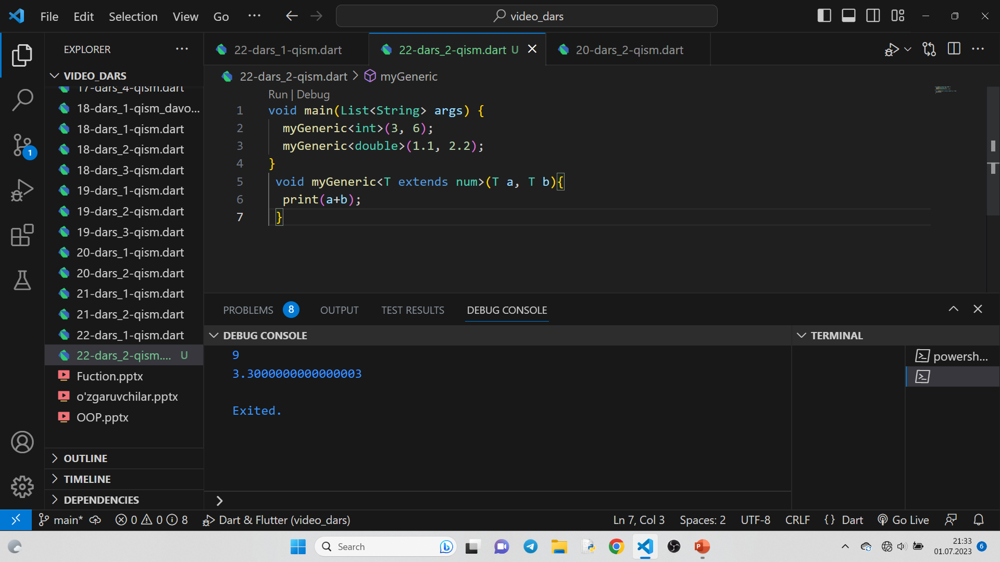 File Edit Selection View Go ··· video_dars
EXPLORER ···
VIDEO_DARS
17-dars_4-qism.dart
18-dars_1-qism_davo...
18-dars_1-qism.dart
18-dars_2-qism.dart
18-dars_3-qism.dart
19-dars_1-qism.dart
19-dars_2-qism.dart
19-dars_3-qism.dart
20-dars_1-qism.dart
20-dars_2-qism.dart
21-dars_1-qism.dart
21-dars_2-qism.dart
22-dars_1-qism.dart
22-dars_2-qism.... U
Fuction.pptx
o'zgaruvchilar.pptx
OOP.pptx
OUTLINE
TIMELINE
DEPENDENCIES
1
22-dars_1-qism.dart 22-dars_2-qism.dart U 20-dars_2-qism.dart
22-dars_2-qism.dart > myGeneric
Run | Debug
1 void main(List<String> args) {
2 myGeneric<int>(3, 6);
3 myGeneric<double>(1.1, 2.2);
4 }
5 void myGeneric<T extends num>(T a, T b){
6 print(a+b);
7 }
PROBLEMS 8 OUTPUT TEST RESULTS DEBUG CONSOLE
DEBUG CONSOLE
9
3.3000000000000003
Exited.
TERMINAL
powersh...
main* 0 0 8 Dart & Flutter (video_dars) Ln 7, Col 3 Spaces: 2 UTF-8 CRLF {} Dart Go Live
Search
21:33
01.07.2023 6